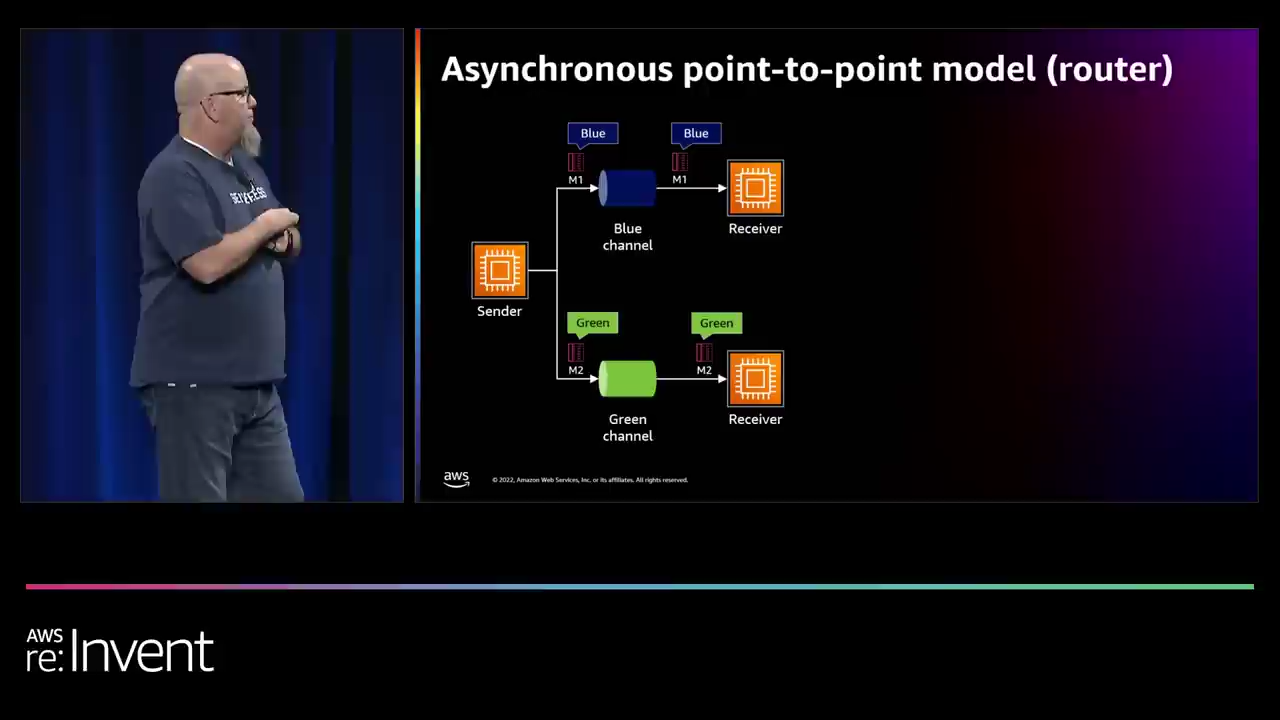 Asynchronous point-to-point model (router)
Blue
Blue
M1
M1
Blue
channel
Receiver
Sender
Green
Green
M2
M2
Green
channel
Receiver
aws
© 2022, Amazon Web Services, Inc. or its affiliates. All rights reserved.
AWS
re:Invent